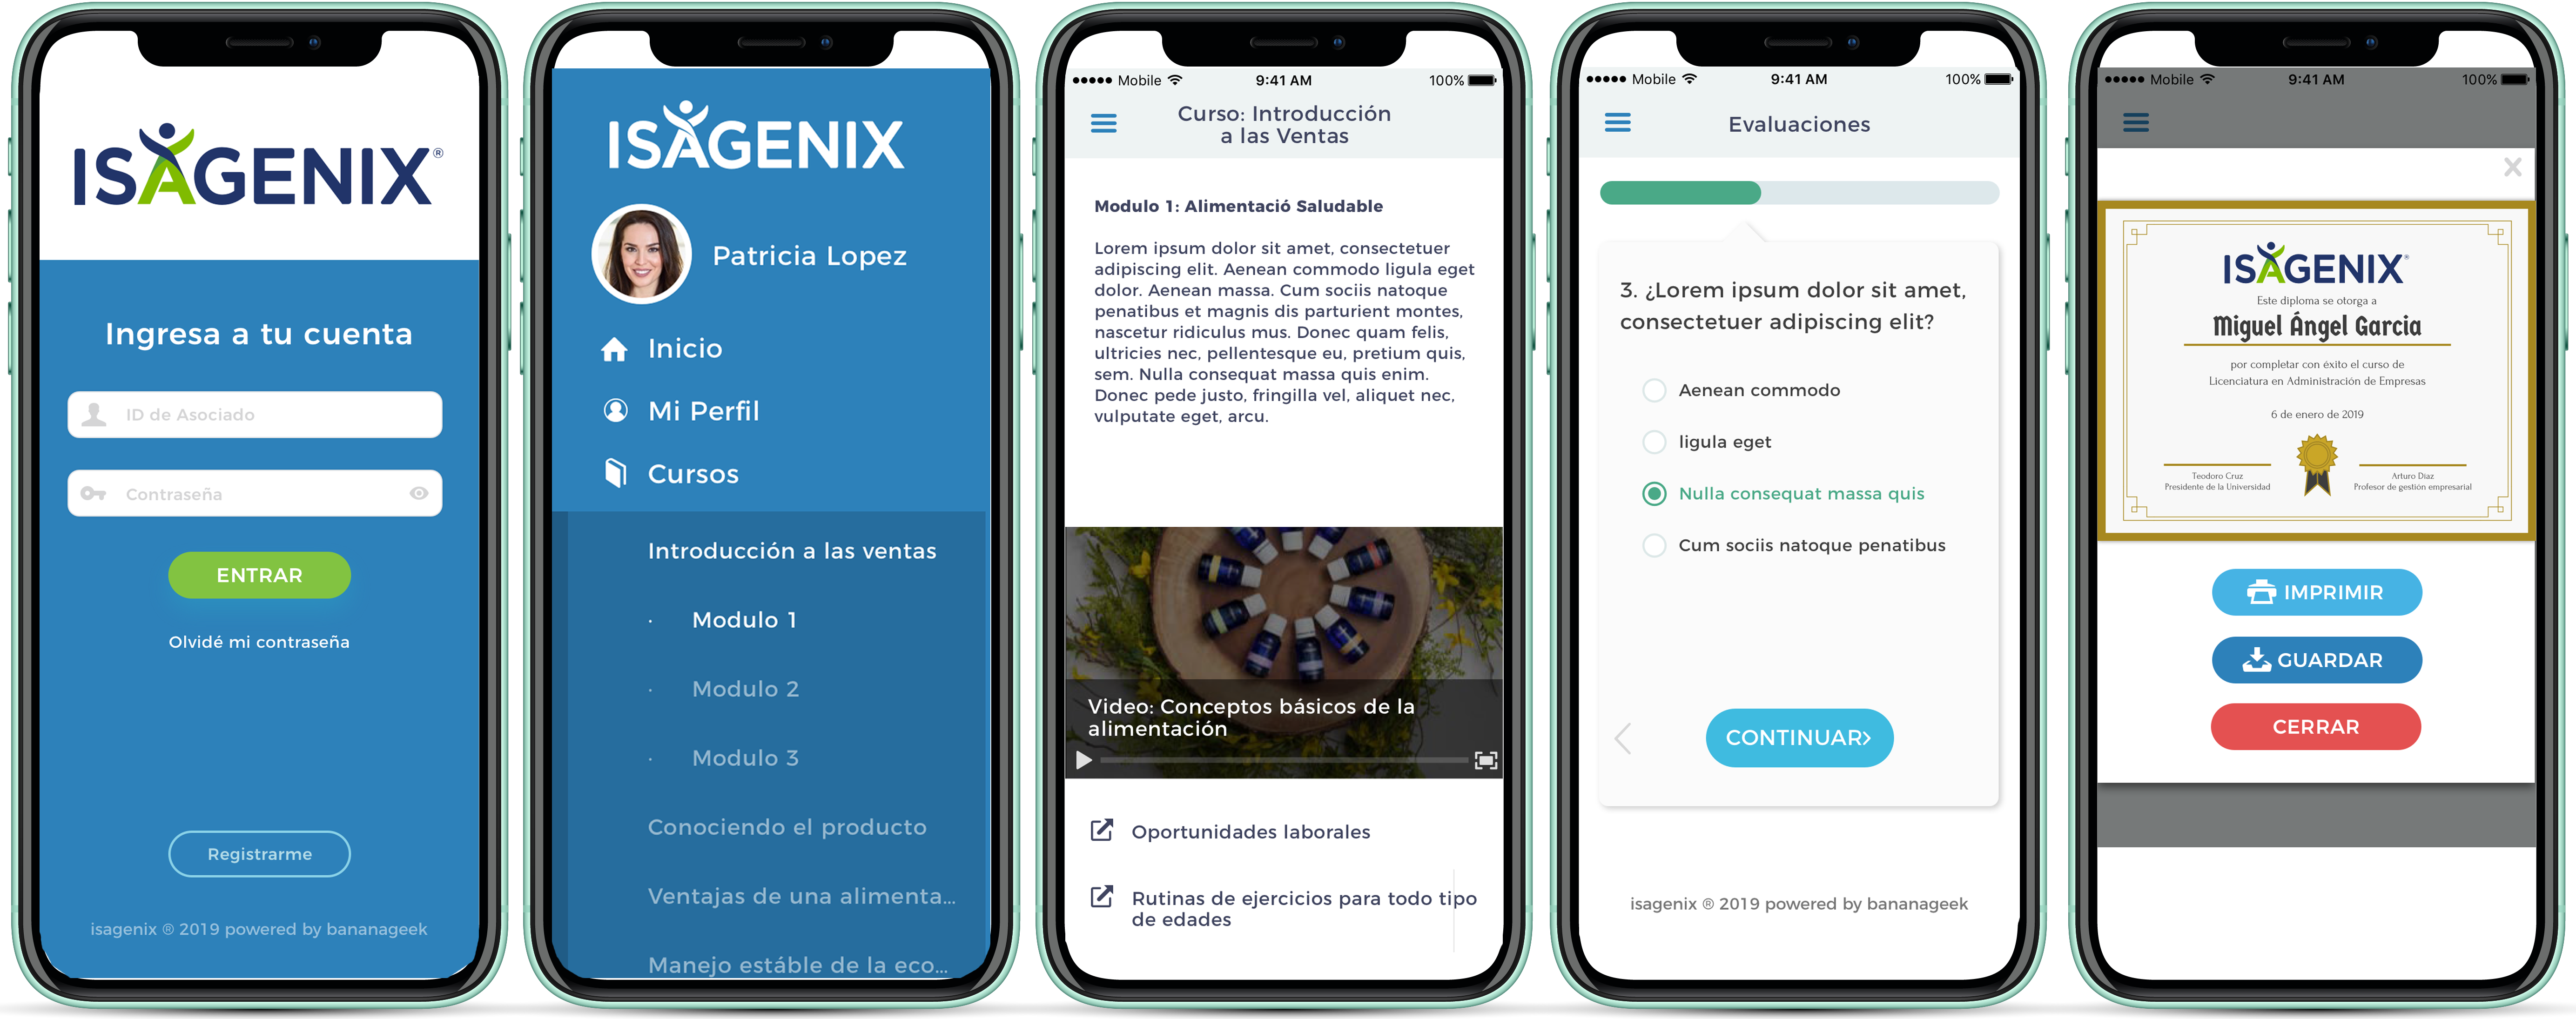 ISAGENIX®
Ingresa a tu cuenta
ID de Asociado
Contraseña
ENTRAR
Olvidé mi contraseña
Registrarme
isagenix ® 2019 powered by bananageek
ISAGENIX
Patricia Lopez
Inicio
Mi Perfil
Cursos
Introducción a las ventas
· Modulo 1
· Modulo 2
· Modulo 3
Conociendo el producto
Ventajas de una alimenta...
Manejo estáble de la eco...
Mobile 9:41 AM 100%
Curso: Introducción
a las Ventas
Modulo 1: Alimentació Saludable
Lorem ipsum dolor sit amet, consectetuer
adipiscing elit. Aenean commodo ligula eget
dolor. Aenean massa. Cum sociis natoque
penatibus et magnis dis parturient montes,
nascetur ridiculus mus. Donec quam felis,
ultricies nec, pellentesque eu, pretium quis,
sem. Nulla consequat massa quis enim.
Donec pede justo, fringilla vel, aliquet nec,
vulputate eget, arcu.
Video: Conceptos básicos de la
alimentación
Oportunidades laborales
Rutinas de ejercicios para todo tipo
de edades
Mobile 9:41 AM 100%
Evaluaciones
3. ¿Lorem ipsum dolor sit amet,
consectetuer adipiscing elit?
Aenean commodo
ligula eget
Nulla consequat massa quis
Cum sociis natoque penatibus
CONTINUAR>
isagenix ® 2019 powered by bananageek
Mobile 9:41 AM 100%
ISAGENIX®
Este diploma se otorga a
Miguel Ángel Garcia
por completar con éxito el curso de
Licenciatura en Administración de Empresas
6 de enero de 2019
Teodoro Cruz
Presidente de la Universidad
Arturo Diaz
Profesor de gestión empresarial
IMPRIMIR
GUARDAR
CERRAR